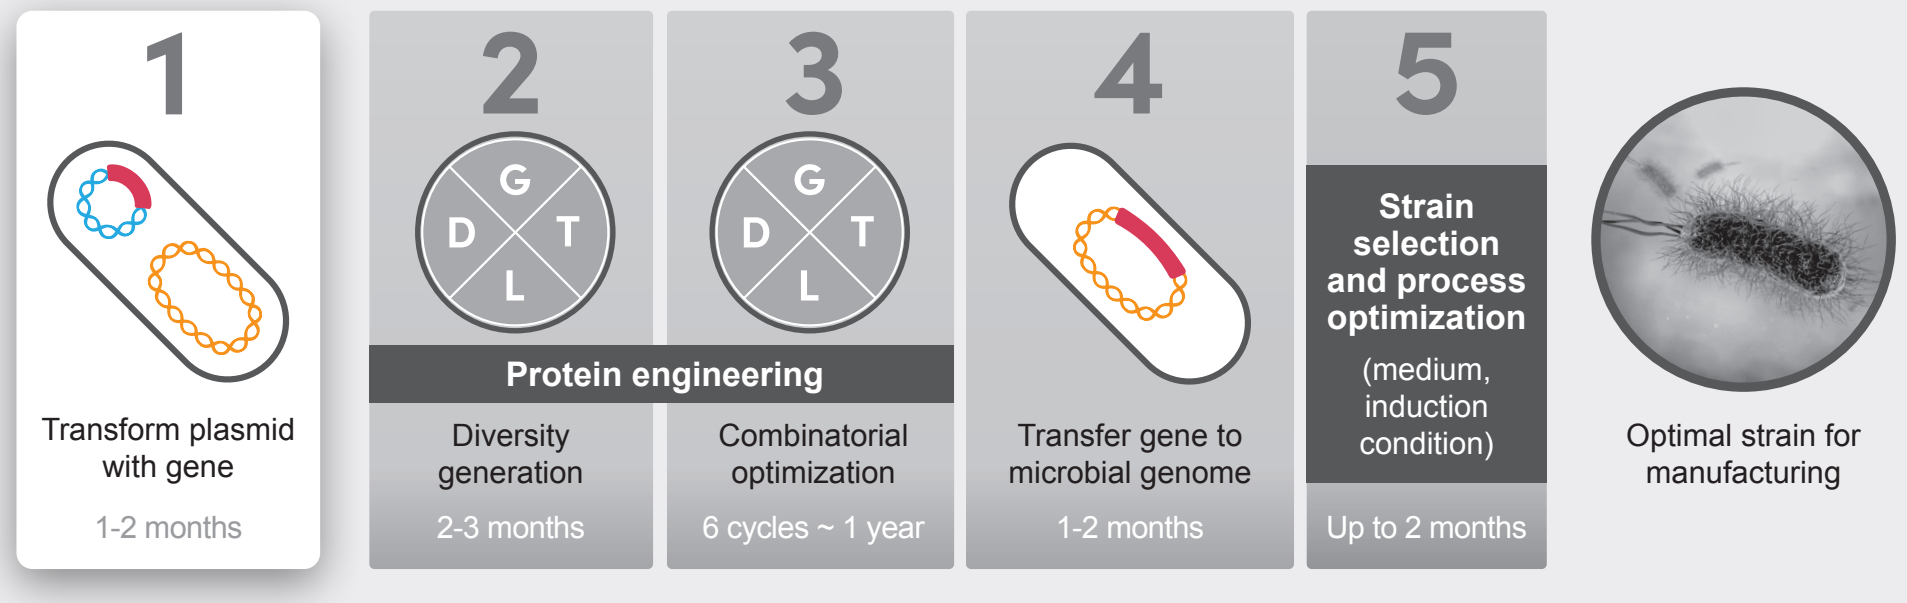 1
Transform plasmid
with gene
1-2 months
2
G
D
T
L
3
G
D
T
L
Protein engineering
Diversity
generation
2-3 months
Combinatorial
optimization
6 cycles ~ 1 year
4
Transfer gene to
microbial genome
1-2 months
5
Strain
selection
and process
optimization
(medium,
induction
condition)
Up to 2 months
Optimal strain for
manufacturing